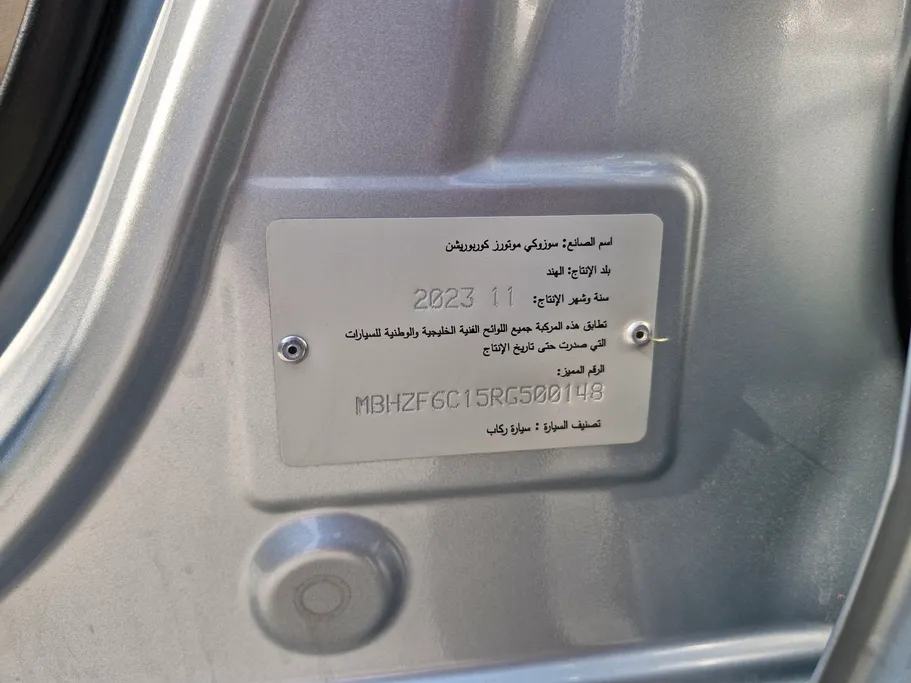 اسم الصانع: سوزوكي موتورز كوربوريشن
بلد الإنتاج: الهند
سنة وشهر الإنتاج: 2023 11
تطابق هذه المركبة جميع اللوائح الفنية الخليجية والوطنية للسيارات
التي صدرت حتى تاريخ الإنتاج
الرقم المميز:
MBHZF6C15RG500148
تصنيف السيارة : سيارة ركاب